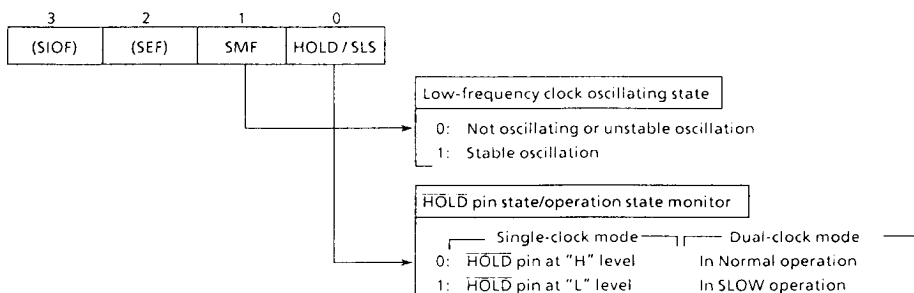 3 2 1 0
(SIOF) (SEF) SMF HOLD / SLS
Low-frequency clock oscillating state
0: Not oscillating or unstable oscillation
1: Stable oscillation
HOLD pin state/operation state monitor
Single-clock mode Dual-clock mode
0: HOLD pin at "H" level In Normal operation
1: HOLD pin at "L" level In SLOW operation